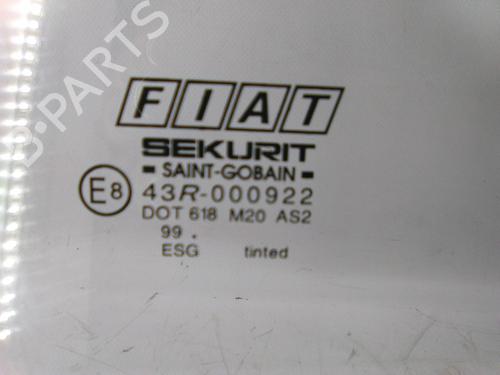 FIAT
SEKURIT
SAINT-GOBAIN
E8 43R-000922
DOT 618 M20 AS2
99 .
ESG tinted
B-PARTS